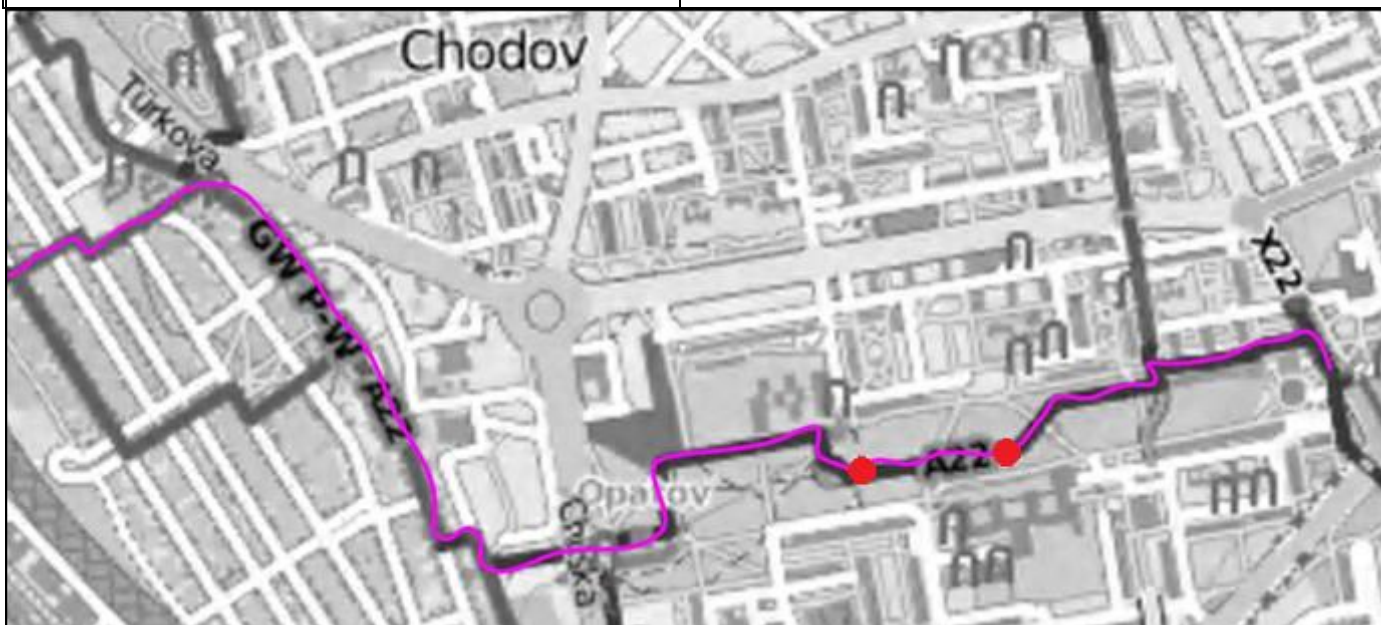 Chodov
Türkova
GW P-W A22
X22
A22
Opatov
Chilská